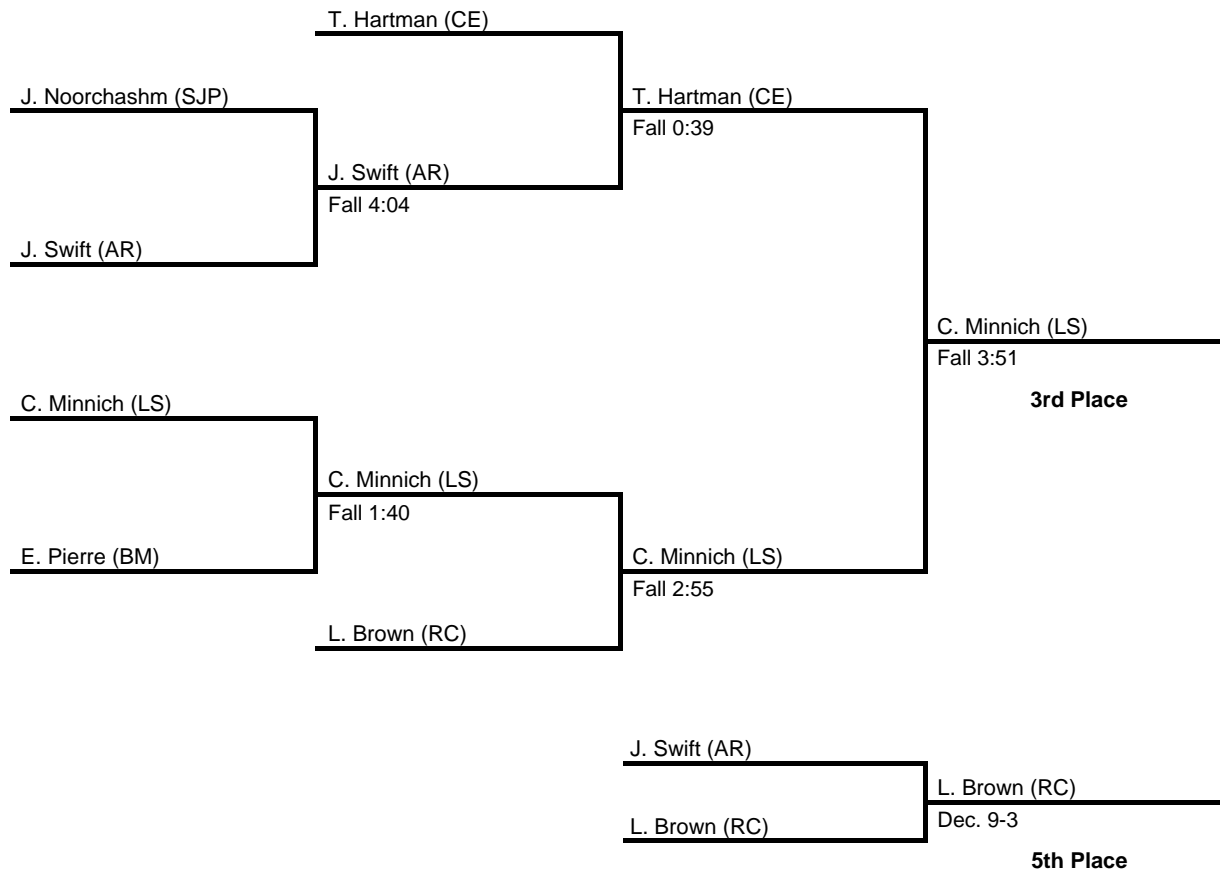 T. Hartman (CE)
J. Noorchashm (SJP)
T. Hartman (CE)
Fall 0:39
J. Swift (AR)
Fall 4:04
J. Swift (AR)
C. Minnich (LS)
Fall 3:51
3rd Place
C. Minnich (LS)
C. Minnich (LS)
Fall 1:40
E. Pierre (BM)
C. Minnich (LS)
Fall 2:55
L. Brown (RC)
J. Swift (AR)
L. Brown (RC)
Dec. 9-3
L. Brown (RC)
5th Place